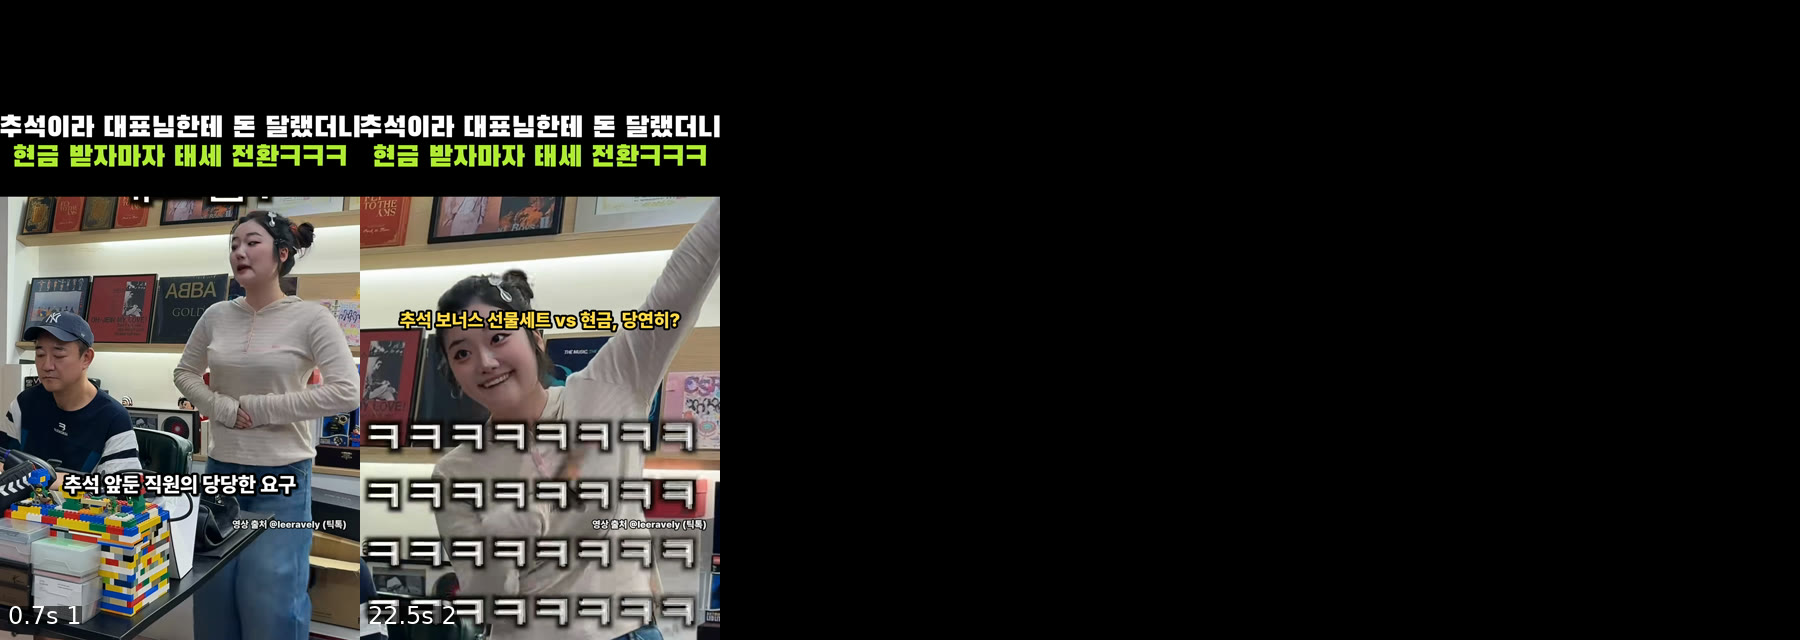 추석이라 대표님한테 돈 달랬더니
현금 받자마자 태세 전환ㅋㅋㅋ
ABBA
GOLD
추석 앞둔 직원의 당당한 요구
영상 출처 @leeravely (틱톡)
0.7s 1
추석이라 대표님한테 돈 달랬더니
현금 받자마자 태세 전환ㅋㅋㅋ
추석 보너스 선물세트 vs 현금, 당연히?
ㅋㅋㅋㅋㅋㅋㅋㅋ
ㅋㅋㅋㅋㅋㅋㅋㅋ
영상 출처 @leeravely (틱톡)
ㅋㅋㅋㅋㅋㅋㅋㅋ
ㅋㅋㅋㅋㅋㅋ
22.5s 2